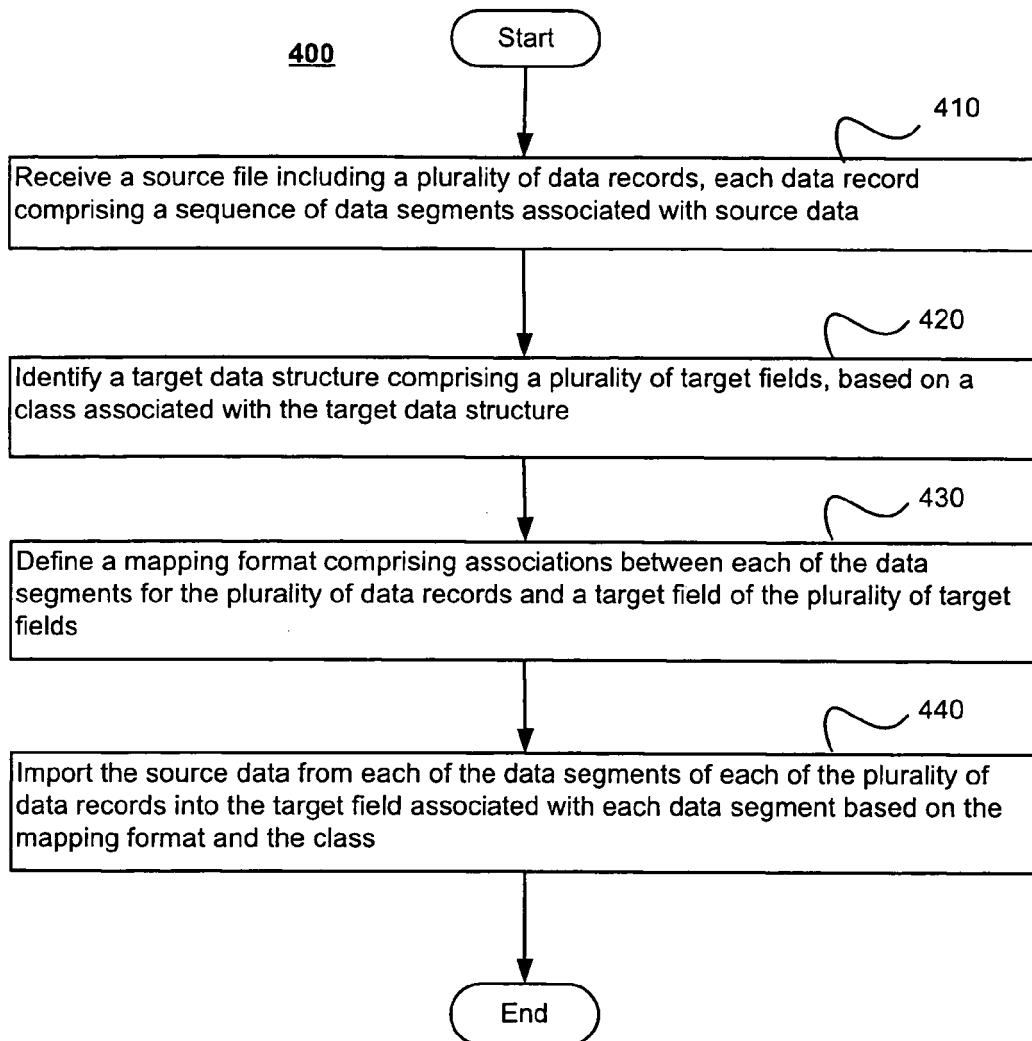 Start
400
410
Receive a source file including a plurality of data records, each data record
comprising a sequence of data segments associated with source data
420
Identify a target data structure comprising a plurality of target fields, based on a
class associated with the target data structure
430
Define a mapping format comprising associations between each of the data
segments for the plurality of data records and a target field of the plurality of target
fields
440
Import the source data from each of the data segments of each of the plurality of
data records into the target field associated with each data segment based on the
mapping format and the class
End